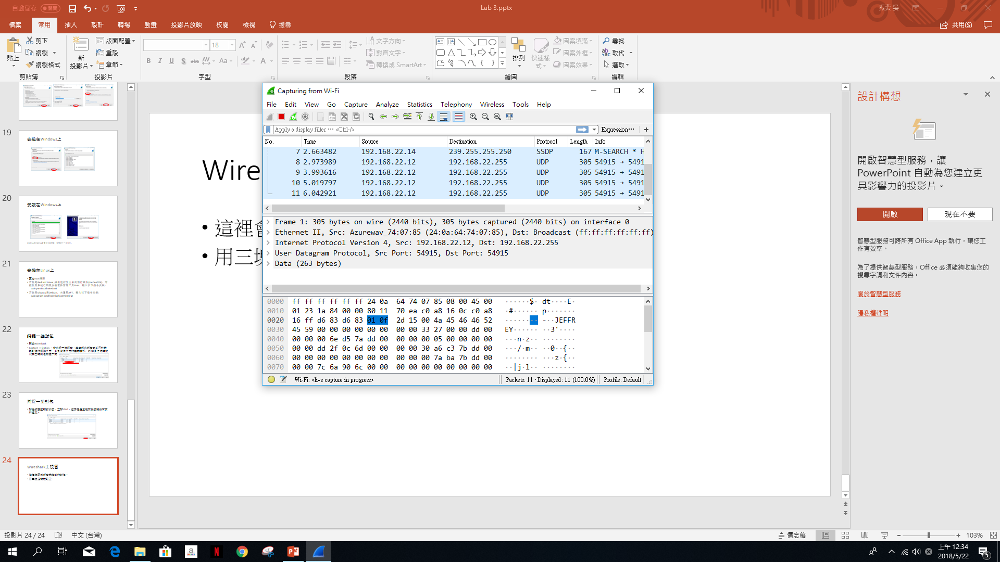 自動儲存
關閉
Lab 3.pptx
振奕 吳
檔案 常用 插入 設計 轉場 動畫 投影片放映 校閱 檢視 搜尋 共用(S)
貼上
剪下
複製
複製格式
剪貼簿
新投影片
版面配置
重設
章節
投影片
18
字型
文字方向
對齊文字
轉換成 SmartArt
段落
排列
快速樣式
圖案填滿
圖案外框
圖案效果
繪圖
尋找
取代
選取
編輯
19
安裝在Windows上
20
安裝在Windows上
21
安裝在Linux上
22
捕捉一些封包
23
捕捉一些封包
24
Wireshark主視窗
Wire
• 這裡會
• 用三塊
Capturing from Wi-Fi
File Edit View Go Capture Analyze Statistics Telephony Wireless Tools Help
Apply a display filter … <Ctrl-/>
Expression…
No. Time Source Destination Protocol Length Info
7 2.663482 192.168.22.14 239.255.255.250 SSDP 167 M-SEARCH * H
8 2.973989 192.168.22.12 192.168.22.255 UDP 305 54915 → 5491
9 3.993616 192.168.22.12 192.168.22.255 UDP 305 54915 → 5491
10 5.019797 192.168.22.12 192.168.22.255 UDP 305 54915 → 5491
11 6.042921 192.168.22.12 192.168.22.255 UDP 305 54915 → 5491
Frame 1: 305 bytes on wire (2440 bits), 305 bytes captured (2440 bits) on interface 0
Ethernet II, Src: Azurewav_74:07:85 (24:0a:64:74:07:85), Dst: Broadcast (ff:ff:ff:ff:ff:ff)
Internet Protocol Version 4, Src: 192.168.22.12, Dst: 192.168.22.255
User Datagram Protocol, Src Port: 54915, Dst Port: 54915
Data (263 bytes)
0000 ff ff ff ff ff ff 24 0a 64 74 07 85 08 00 45 00 ······$· dt····E·
0010 01 23 1a 84 00 00 80 11 70 ea c0 a8 16 0c c0 a8 ·#······ p·······
0020 16 ff d6 83 d6 83 01 0f 2d 15 00 4a 45 46 46 52 ········ -··JEFFR
0030 45 59 00 00 00 00 00 00 00 00 33 27 00 00 dd 00 EY······ ··3'····
0040 00 00 00 6e d5 7a dd 00 00 00 00 05 00 00 00 00 ···n·z·· ········
0050 00 00 dd 2f 0c 6d 00 00 00 00 30 a6 c3 7b dd 00 ···/·m·· ··0··{··
0060 00 00 00 00 00 00 00 00 00 00 00 7a ba 7b dd 00 ········ ···z·{··
0070 00 00 7c 6a 90 6c 00 00 00 00 00 00 00 00 00 00 ··|j·l·· ········
Wi-Fi: <live capture in progress>
Packets: 11 · Displayed: 11 (100.0%)
Profile: Default
設計構想
開啟智慧型服務，讓
PowerPoint 自動為您建立更
具影響力的投影片。
開啟
現在不要
智慧型服務可跨所有 Office App 執行，讓您工
作有效率。
為了提供智慧型服務，Office 必須能夠收集您的
搜尋字詞和文件內容。
關於智慧型服務
隱私權聲明
投影片 24 / 24
中文 (台灣)
備忘稿
103%
上午 12:34
2018/5/22
5